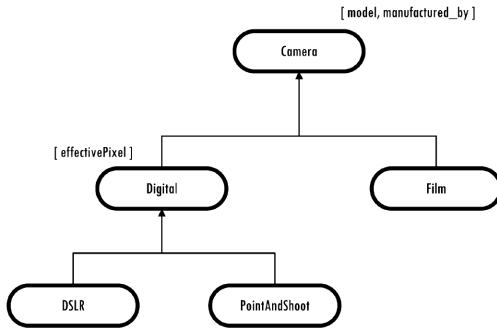 [ model, manufactured_by ]
Camera
[ effectivePixel ]
Digital
Film
DSLR
PointAndShoot